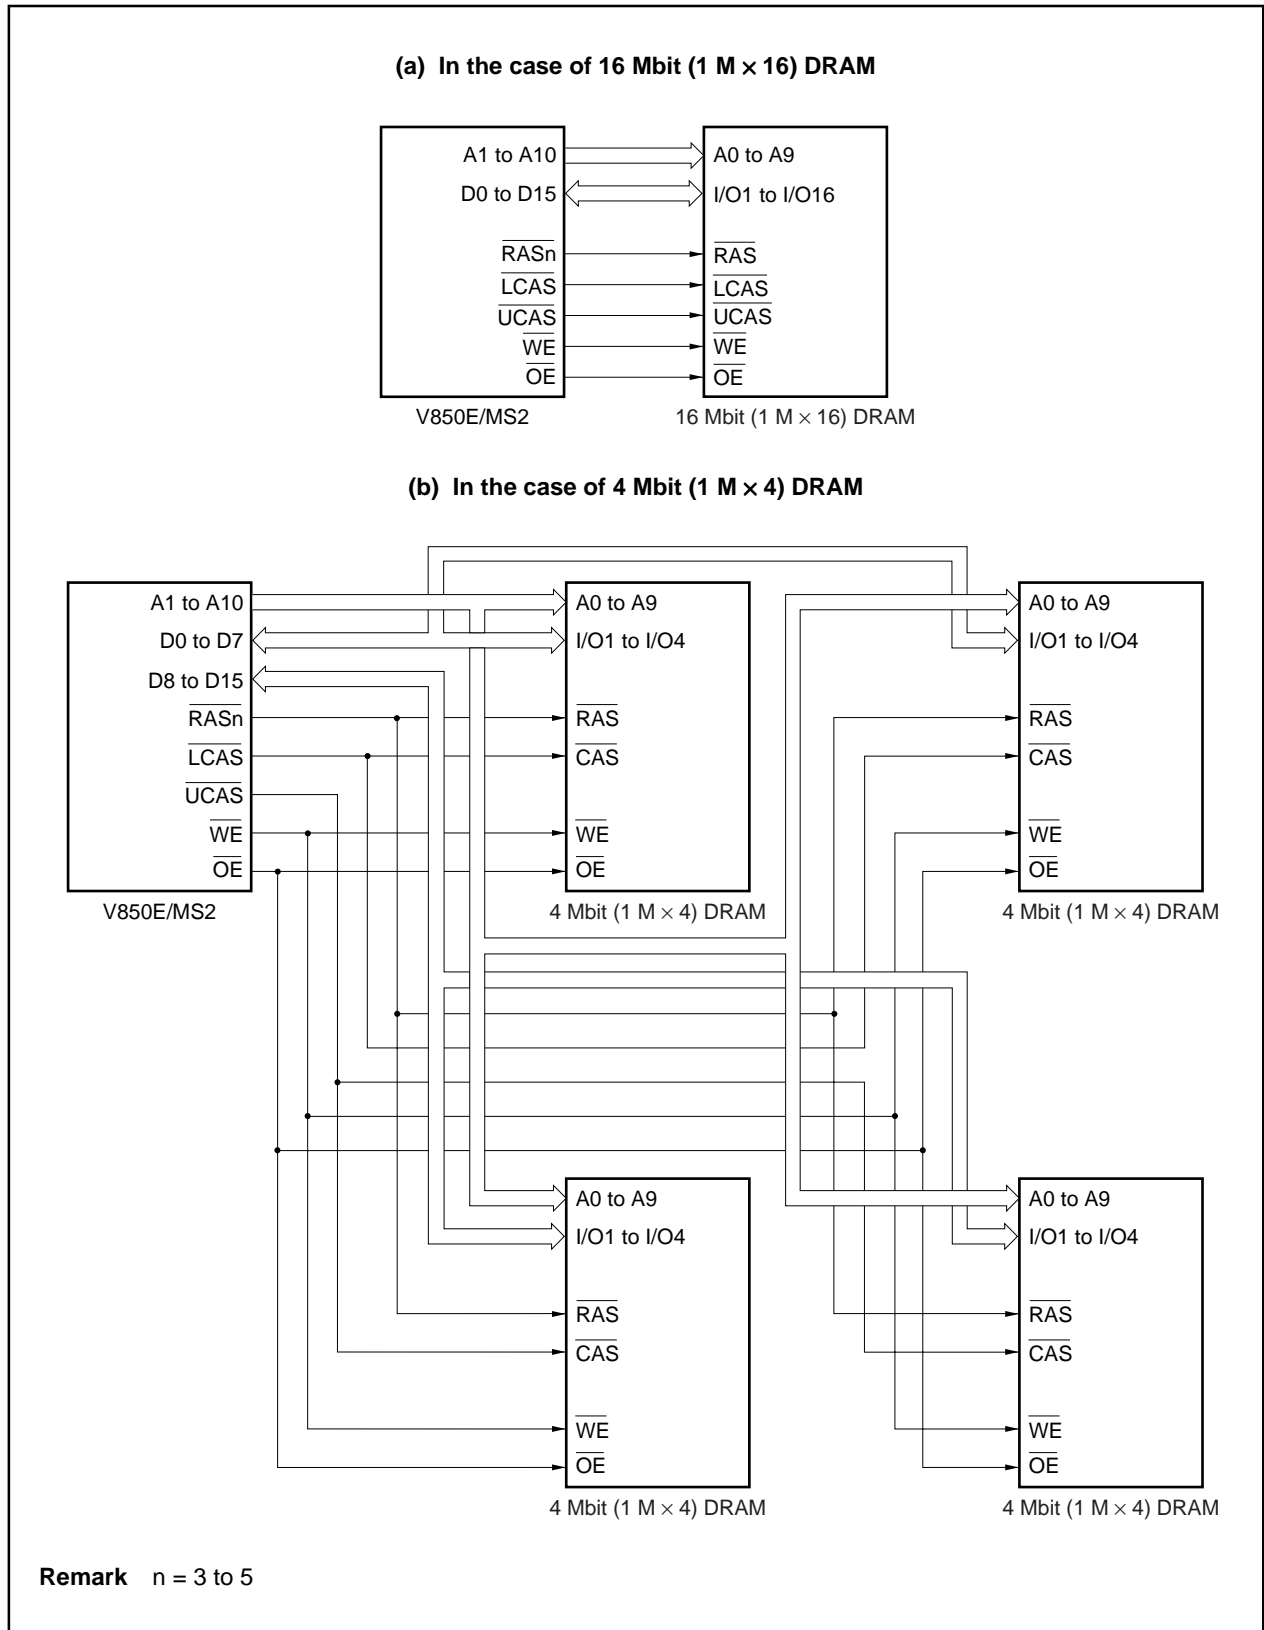 (a) In the case of 16 Mbit (1 M × 16) DRAM
A1 to A10
D0 to D15
RASn
LCAS
UCAS
WE
OE
V850E/MS2
A0 to A9
I/O1 to I/O16
RAS
LCAS
UCAS
WE
OE
16 Mbit (1 M × 16) DRAM
(b) In the case of 4 Mbit (1 M × 4) DRAM
A1 to A10
D0 to D7
D8 to D15
RASn
LCAS
UCAS
WE
OE
V850E/MS2
A0 to A9
I/O1 to I/O4
RAS
CAS
WE
OE
4 Mbit (1 M × 4) DRAM
A0 to A9
I/O1 to I/O4
RAS
CAS
WE
OE
4 Mbit (1 M × 4) DRAM
A0 to A9
I/O1 to I/O4
RAS
CAS
WE
OE
4 Mbit (1 M × 4) DRAM
A0 to A9
I/O1 to I/O4
RAS
CAS
WE
OE
4 Mbit (1 M × 4) DRAM
Remark n = 3 to 5